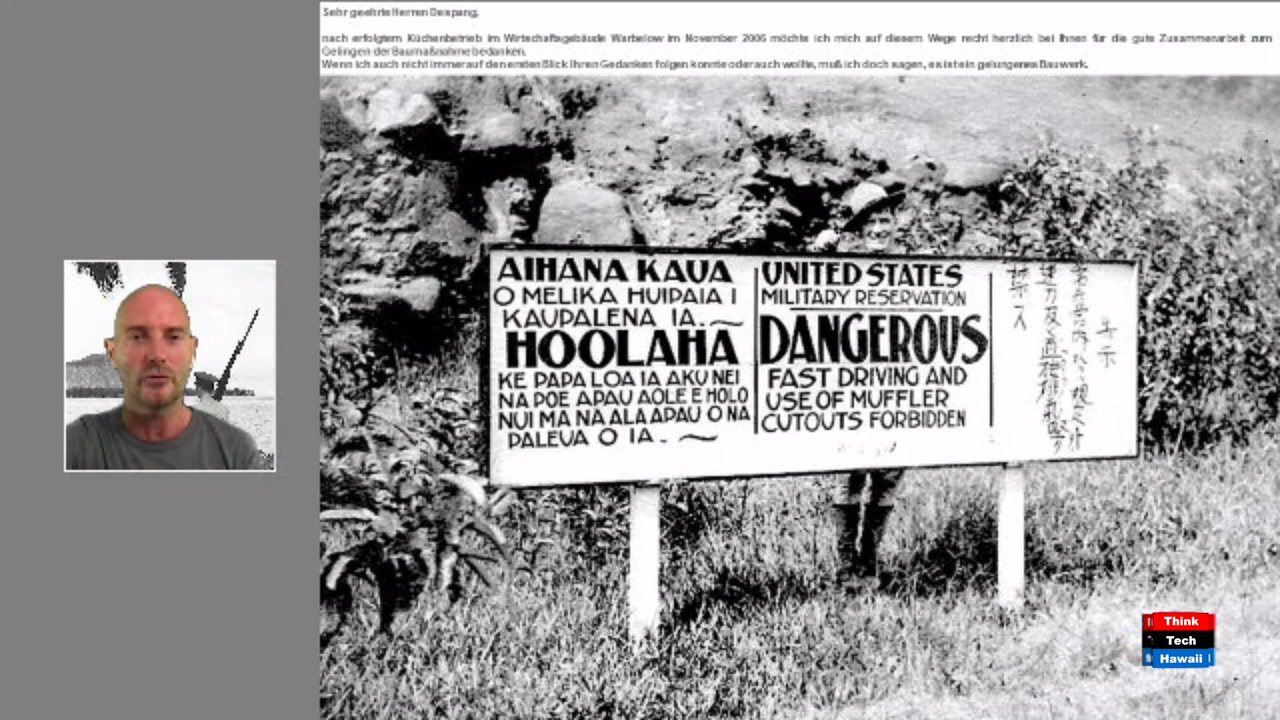 Sehr geehrte Herren Despang,
nach erfolgtem Küchenbetrieb im Wirtschaftsgebäude Warbelow im November 2006 möchte ich mich auf diesem Wege recht herzlich bei Ihnen für die gute Zusammenarbeit zum
Gelingen der Baumaßnahme bedanken.
Wenn ich auch nicht immer auf den ersten Blick Ihren Gedanken folgen konnte oder auch wollte, muß ich doch sagen, es ist ein gelungenes Bauwerk.
AIHANA KAUA
O MELIKA HUIPAIA I
KAUPALENA IA.
HOOLAHA
KE PAPA LOA IA AKU NEI
NA POE APAU AOLE E HOLO
NUI MA NA ALA APAU O NA
PALEUA O IA.
UNITED STATES
MILITARY RESERVATION
DANGEROUS
FAST DRIVING AND
USE OF MUFFLER
CUTOUTS FORBIDDEN
Think
Tech
Hawaii